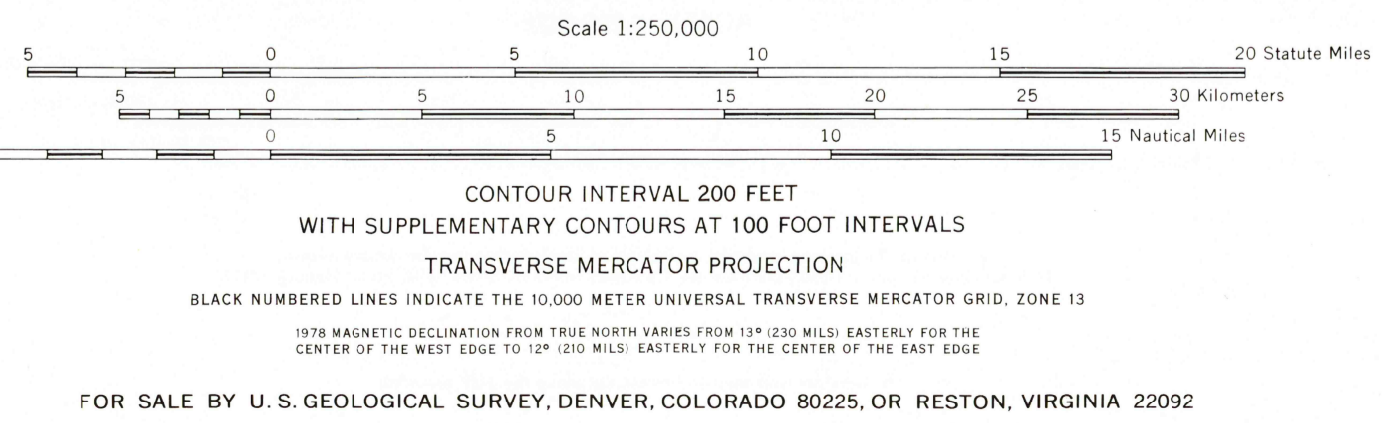 Scale 1:250,000
5 0 5 10 15 20 Statute Miles
5 0 5 10 15 20 25 30 Kilometers
0 5 10 15 Nautical Miles
CONTOUR INTERVAL 200 FEET
WITH SUPPLEMENTARY CONTOURS AT 100 FOOT INTERVALS
TRANSVERSE MERCATOR PROJECTION
BLACK NUMBERED LINES INDICATE THE 10,000 METER UNIVERSAL TRANSVERSE MERCATOR GRID, ZONE 13
1978 MAGNETIC DECLINATION FROM TRUE NORTH VARIES FROM 13° (230 MILS) EASTERLY FOR THE
CENTER OF THE WEST EDGE TO 12° (210 MILS) EASTERLY FOR THE CENTER OF THE EAST EDGE
FOR SALE BY U. S. GEOLOGICAL SURVEY, DENVER, COLORADO 80225, OR RESTON, VIRGINIA 22092